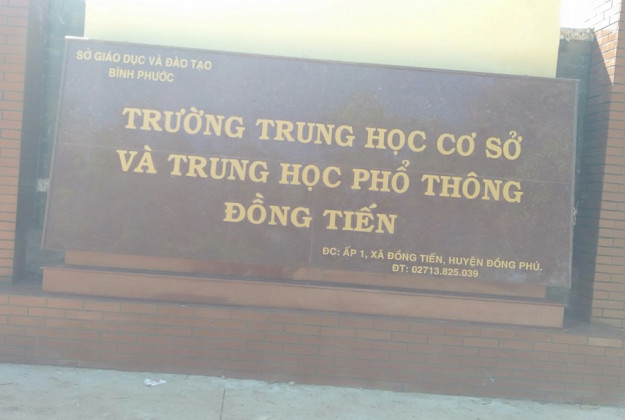 SỞ GIÁO DỤC VÀ ĐÀO TẠO
BÌNH PHƯỚC
TRƯỜNG TRUNG HỌC CƠ SỞ
VÀ TRUNG HỌC PHỔ THÔNG
ĐỒNG TIẾN
ĐC: ẤP 1, XÃ ĐỒNG TIẾN, HUYỆN ĐỒNG PHÚ.
ĐT: 02713.825.039